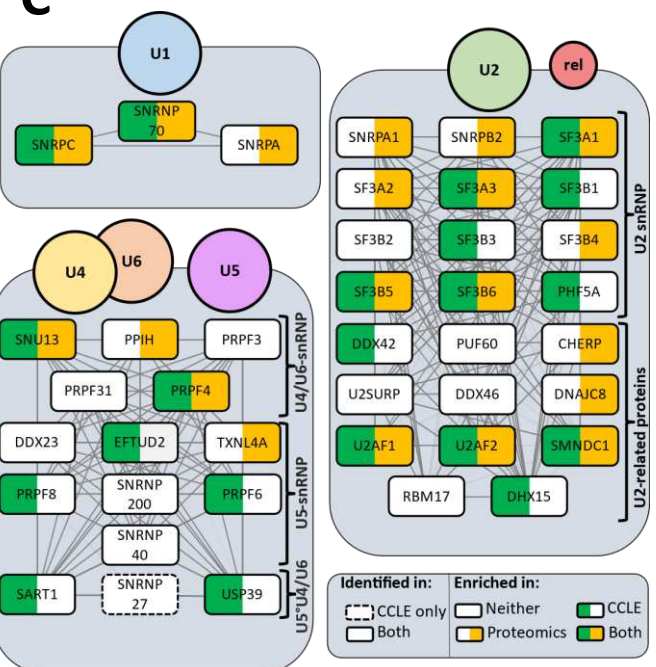 C
U1
SNRNP
70
SNRPC
SNRPA
U4
U6
U5
SNU13
PPIH
PRPF3
PRPF31
PRPF4
U4/U6-snRNP
DDX23
EFTUD2
TXNL4A
PRPF8
SNRNP
200
PRPF6
SNRNP
40
U5-snRNP
SART1
SNRNP
27
USP39
U5°U4/U6
U2
rel
SNRPA1
SNRPB2
SF3A1
SF3A2
SF3A3
SF3B1
SF3B2
SF3B3
SF3B4
SF3B5
SF3B6
PHF5A
U2 snRNP
DDX42
PUF60
CHERP
U2SURP
DDX46
DNAJC8
U2AF1
U2AF2
SMNDC1
RBM17
DHX15
U2-related proteins
Identified in:
CCLE only
Both
Enriched in:
Neither
CCLE
Proteomics
Both